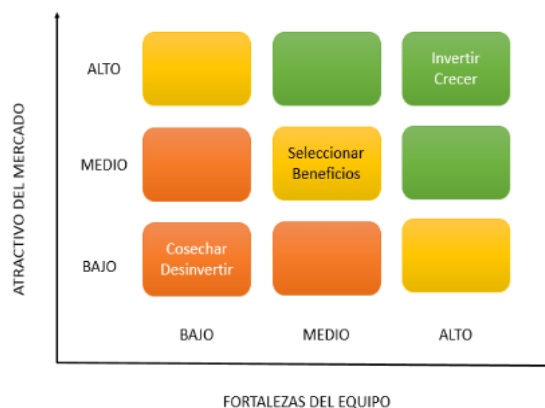 ATRACTIVO DEL MERCADO
ALTO
Invertir
Crecer
MEDIO
Seleccionar
Beneficios
BAJO
Cosechar
Desinvertir
BAJO
MEDIO
ALTO
FORTALEZAS DEL EQUIPO